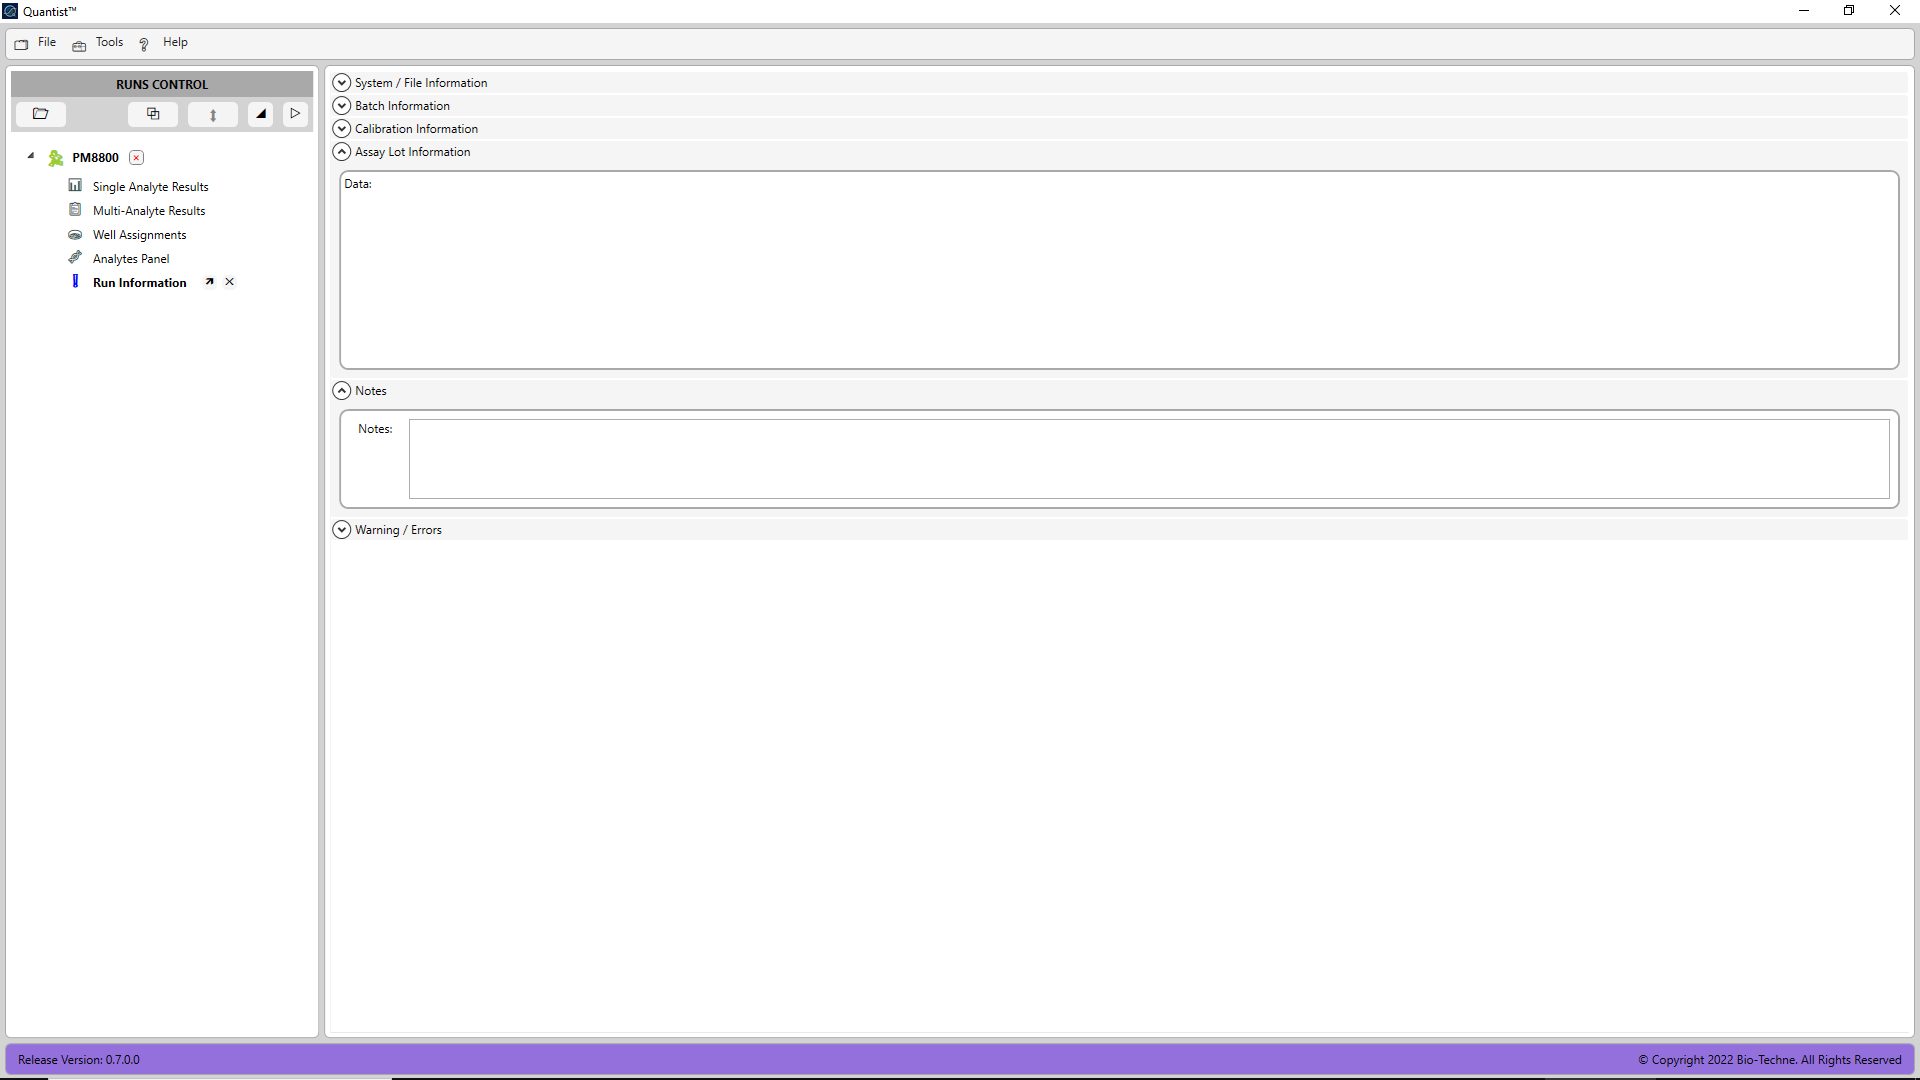 Quantist™
File Tools Help
RUNS CONTROL
PM8800
Single Analyte Results
Multi-Analyte Results
Well Assignments
Analytes Panel
Run Information
System / File Information
Batch Information
Calibration Information
Assay Lot Information
Data:
Notes
Notes:
Warning / Errors
Release Version: 0.7.0.0
© Copyright 2022 Bio-Techne. All Rights Reserved